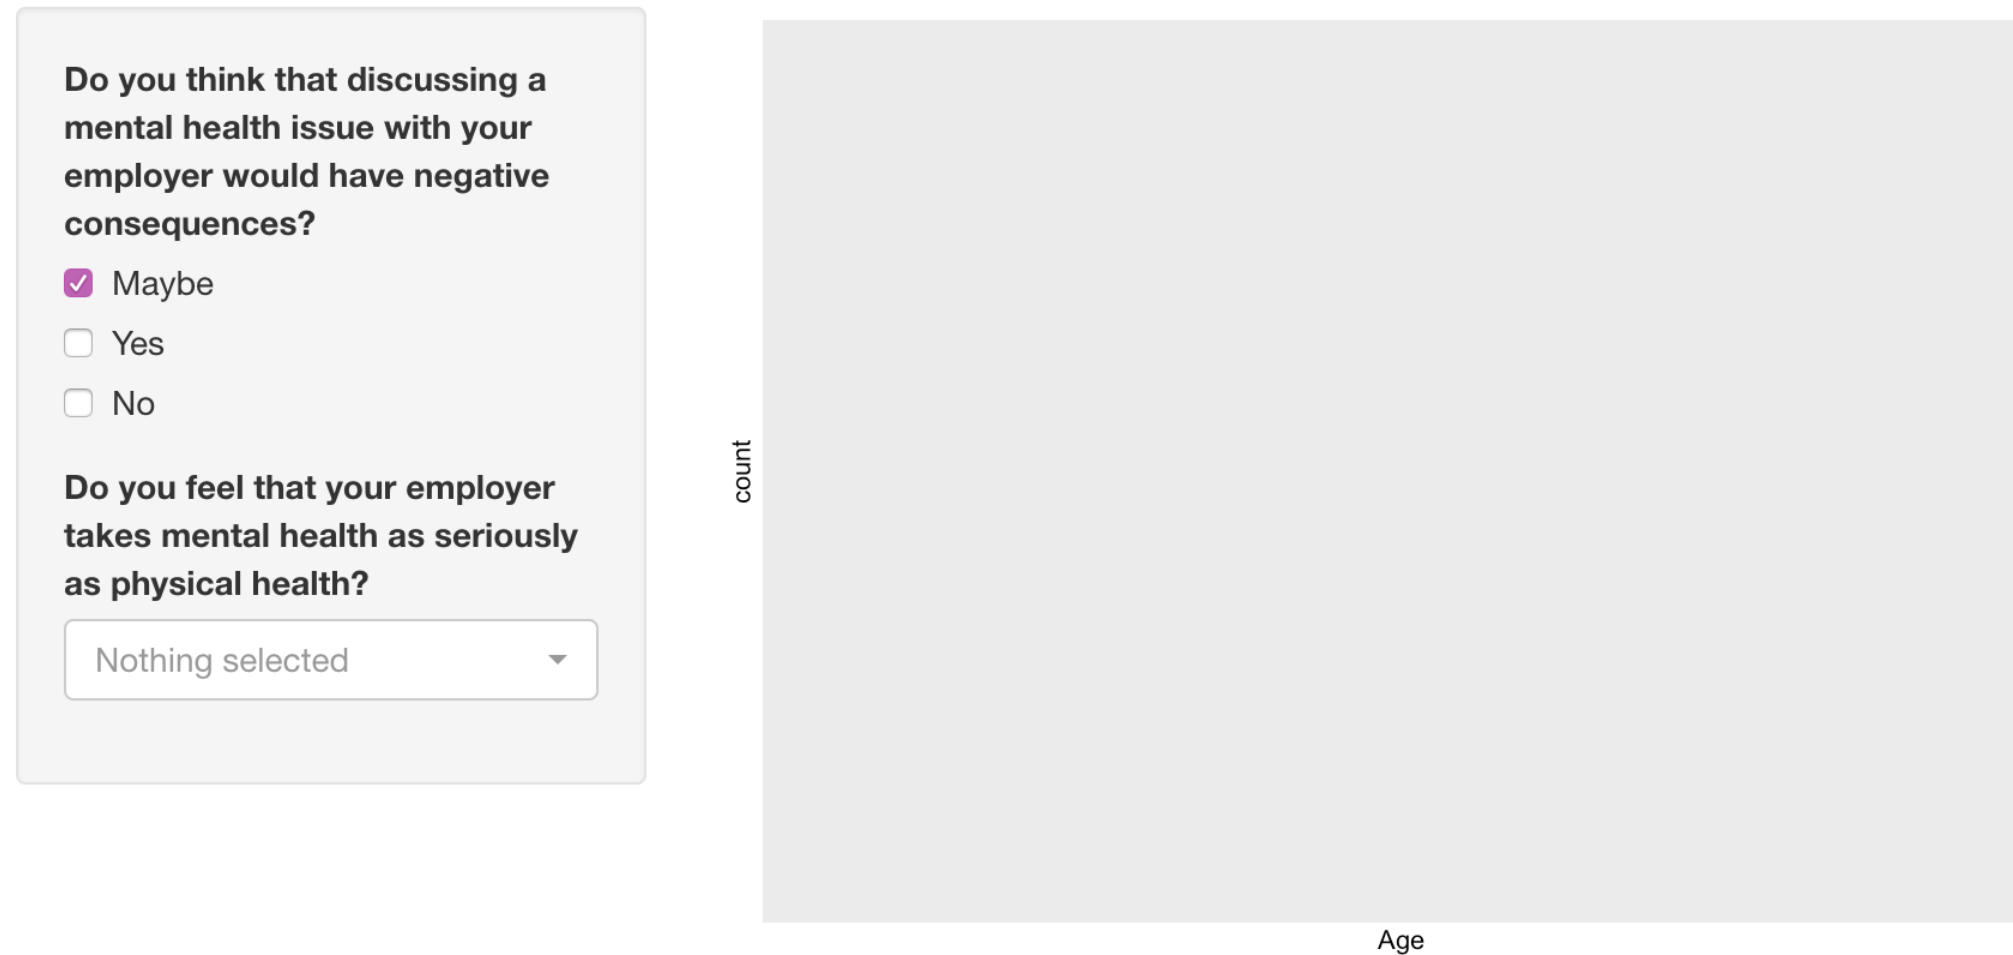 Do you think that discussing a
mental health issue with your
employer would have negative
consequences?
Maybe
Yes
No
Do you feel that your employer
takes mental health as seriously
as physical health?
Nothing selected
count
Age